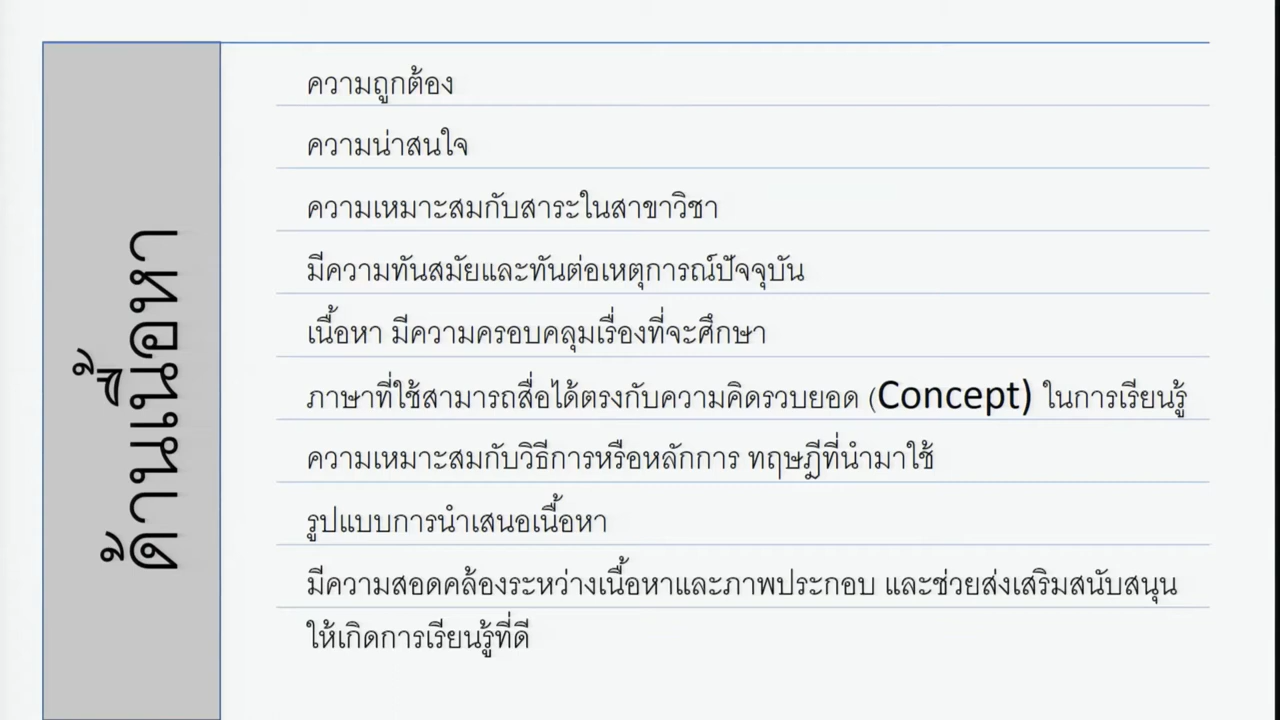 ด้านเนื้อหา
ความถูกต้อง
ความน่าสนใจ
ความเหมาะสมกับสาระในสาขาวิชา
มีความทันสมัยและทันต่อเหตุการณ์ปัจจุบัน
เนื้อหา มีความครอบคลุมเรื่องที่จะศึกษา
ภาษาที่ใช้สามารถสื่อได้ตรงกับความคิดรวบยอด (Concept) ในการเรียนรู้
ความเหมาะสมกับวิธีการหรือหลักการ ทฤษฎีที่นำมาใช้
รูปแบบการนำเสนอเนื้อหา
มีความสอดคล้องระหว่างเนื้อหาและภาพประกอบ และช่วยส่งเสริมสนับสนุน
ให้เกิดการเรียนรู้ที่ดี